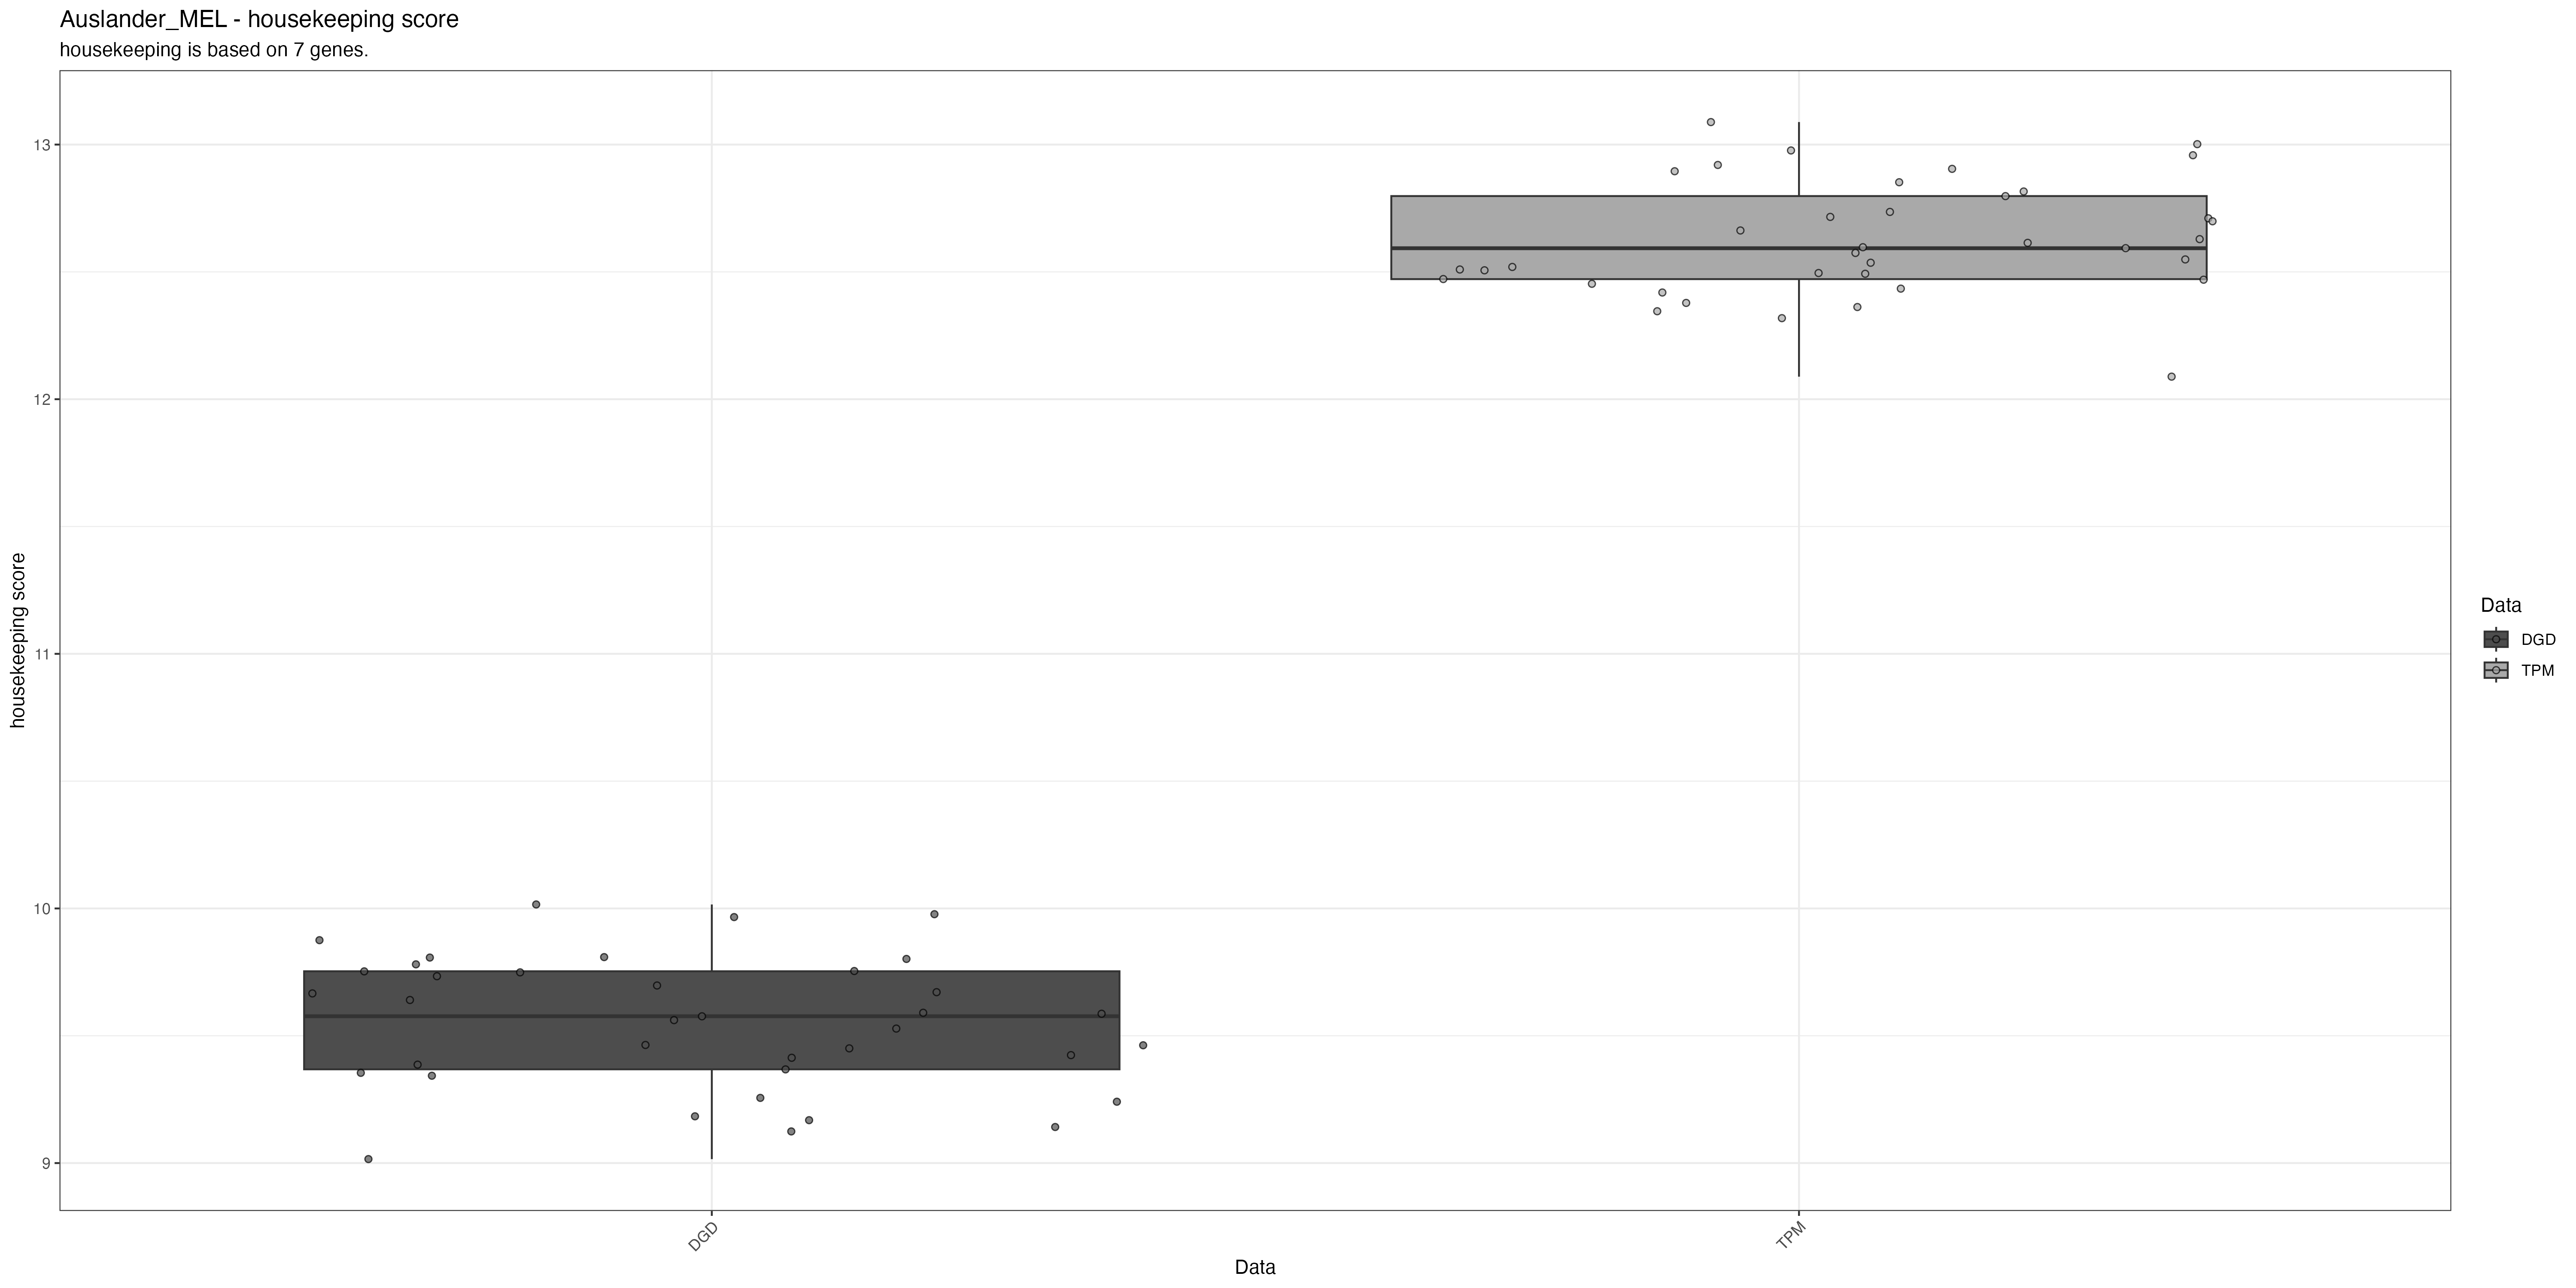 Auslander_MEL - housekeeping score
housekeeping is based on 7 genes.
13
12
11
10
9
housekeeping score
DGD
TPM
Data
Data
DGD
TPM